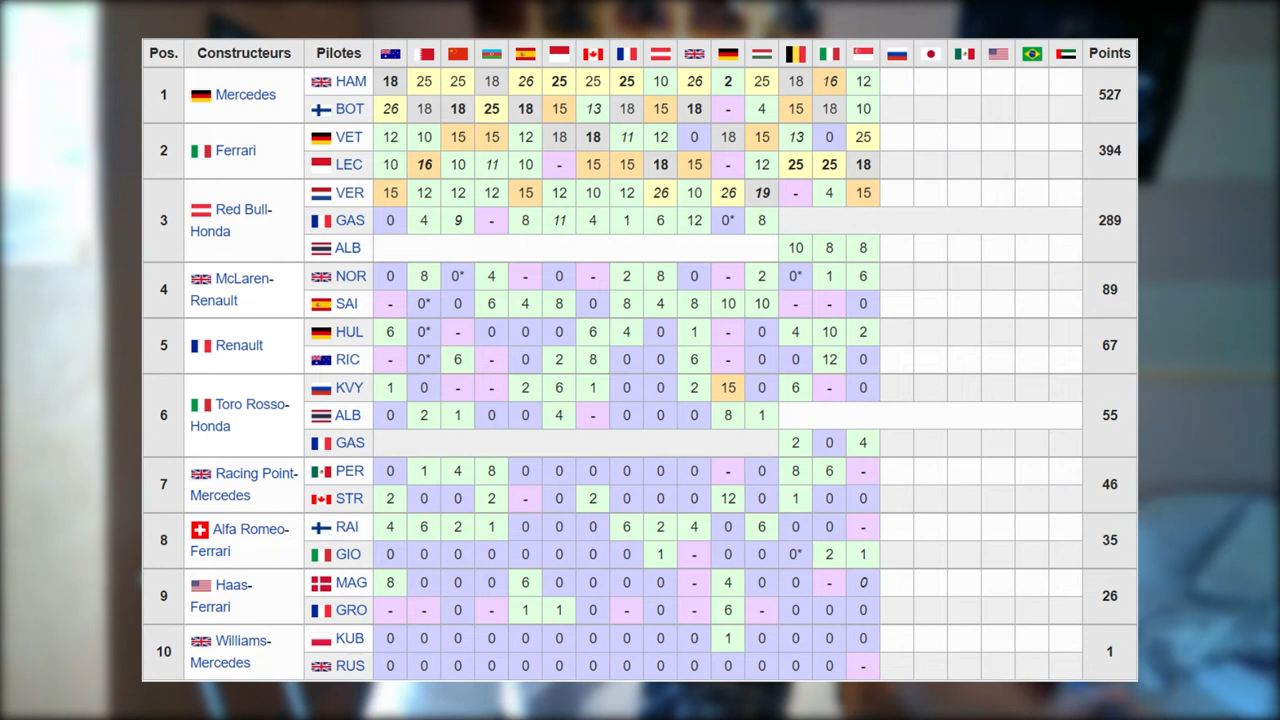 Pos. Constructeurs Pilotes Points
1 Mercedes HAM 18 25 25 18 26 25 25 25 10 26 2 25 18 16 12 527
BOT 26 18 18 25 18 15 13 18 15 18 - 4 15 18 10
2 Ferrari VET 12 10 15 15 12 18 18 11 12 0 18 15 13 0 25 394
LEC 10 16 10 11 10 - 15 15 18 15 - 12 25 25 18
3 Red Bull-Honda VER 15 12 12 12 15 12 10 12 26 10 26 19 - 4 15 289
GAS 0 4 9 - 8 11 4 1 6 12 0* 8
ALB 10 8 8
4 McLaren-Renault NOR 0 8 0* 4 - 0 - 2 8 0 - 2 0* 1 6 89
SAI - 0* 0 6 4 8 0 8 4 8 10 10 - - 0
5 Renault HUL 6 0* - 0 0 0 6 4 0 1 - 0 4 10 2 67
RIC - 0* 6 - 0 2 8 0 0 6 - 0 0 12 0
6 Toro Rosso-Honda KVY 1 0 - - 2 6 1 0 0 2 15 0 6 - 0 55
ALB 0 2 1 0 0 4 - 0 0 0 8 1
GAS 2 0 4
7 Racing Point-Mercedes PER 0 1 4 8 0 0 0 0 0 0 - 0 8 6 - 46
STR 2 0 0 2 - 0 2 0 0 0 12 0 1 0 0
8 Alfa Romeo-Ferrari RAI 4 6 2 1 0 0 0 6 2 4 0 6 0 0 - 35
GIO 0 0 0 0 0 0 0 0 1 - 0 0 0* 2 1
9 Haas-Ferrari MAG 8 0 0 0 6 0 0 0 0 - 4 0 0 - 0 26
GRO - - 0 - 1 1 0 - 0 - 6 - 0 0 0
10 Williams-Mercedes KUB 0 0 0 0 0 0 0 0 0 0 1 0 0 0 0 1
RUS 0 0 0 0 0 0 0 0 0 0 0 0 0 0 -